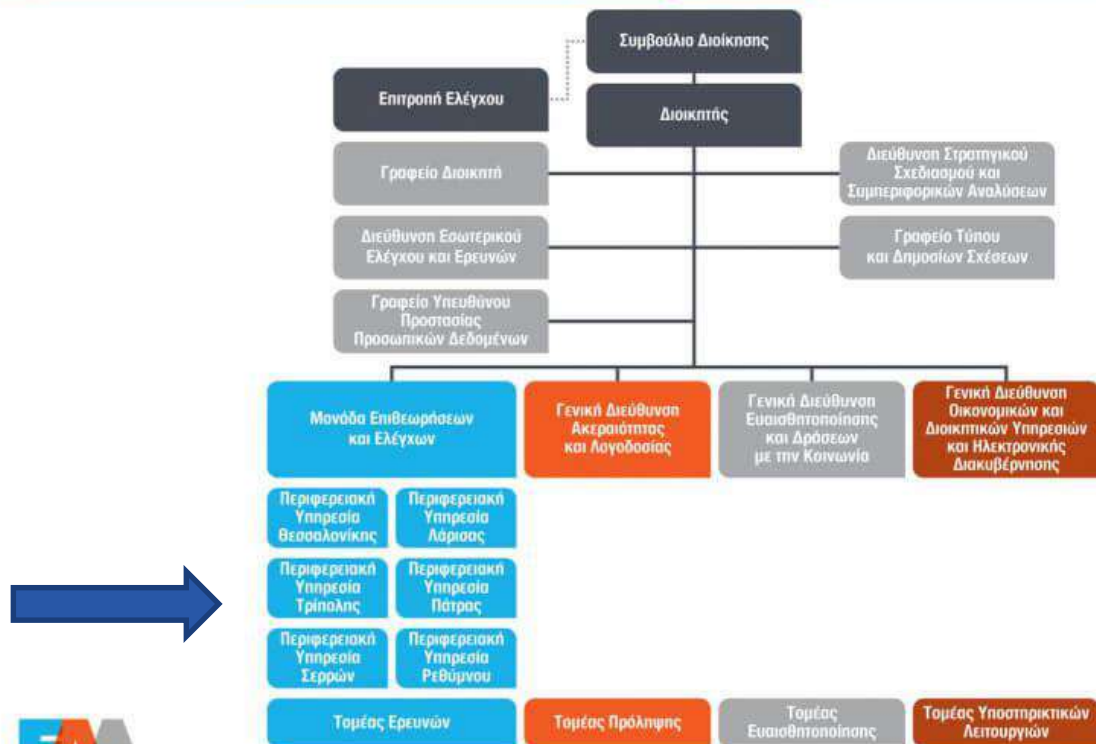 Συμβούλιο Διοίκησης
Επιτροπή Ελέγχου
Διοικητής
Γραφείο Διοικητή
Διεύθυνση Στρατηγικού
Σχεδιασμού και
Συμπεριφορικών Αναλύσεων
Διεύθυνση Εσωτερικού
Ελέγχου και Ερευνών
Γραφείο Τύπου
και Δημοσίων Σχέσεων
Γραφείο Υπευθύνου
Προστασίας
Προσωπικών Δεδομένων
Μονάδα Επιθεωρήσεων
και Ελέγχων
Γενική Διεύθυνση
Ακεραιότητας
και Λογοδοσίας
Γενική Διεύθυνση
Ευαισθητοποίησης
και Δράσεων
με την Κοινωνία
Γενική Διεύθυνση
Οικονομικών και
Διοικητικών Υπηρεσιών
και Ηλεκτρονικής
Διακυβέρνησης
Περιφερειακή
Υπηρεσία
Θεσσαλονίκης
Περιφερειακή
Υπηρεσία
Λάρισας
Περιφερειακή
Υπηρεσία
Τρίπολης
Περιφερειακή
Υπηρεσία
Πάτρας
Περιφερειακή
Υπηρεσία
Σερρών
Περιφερειακή
Υπηρεσία
Ρεθύμνου
Τομέας Ερευνών
Τομέας Πρόληψης
Τομέας
Ευαισθητοποίησης
Τομέας Υποστηρικτικών
Λειτουργιών